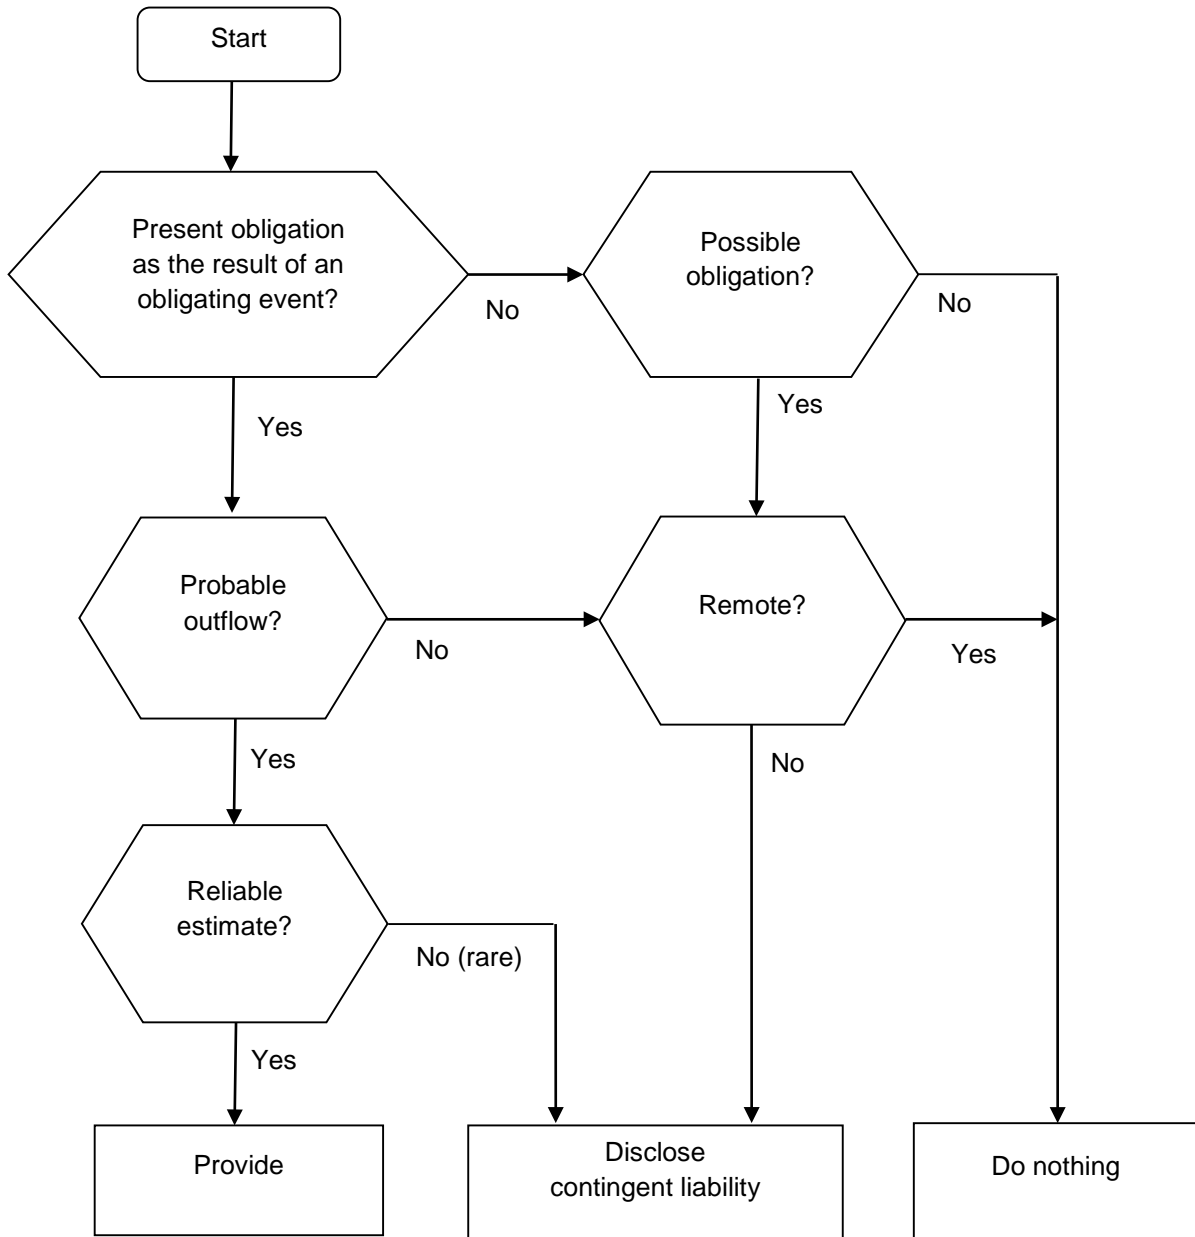 Start
Present obligation
as the result of an
obligating event?
No
Possible
obligation?
No
Yes
Yes
Probable
outflow?
No
Remote?
Yes
Yes
No
Reliable
estimate?
No (rare)
Yes
Provide
Disclose
contingent liability
Do nothing